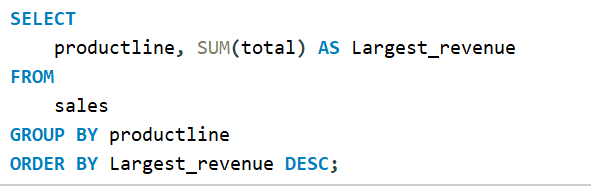 SELECT
    productline, SUM(total) AS Largest_revenue
FROM
    sales
GROUP BY productline
ORDER BY Largest_revenue DESC;